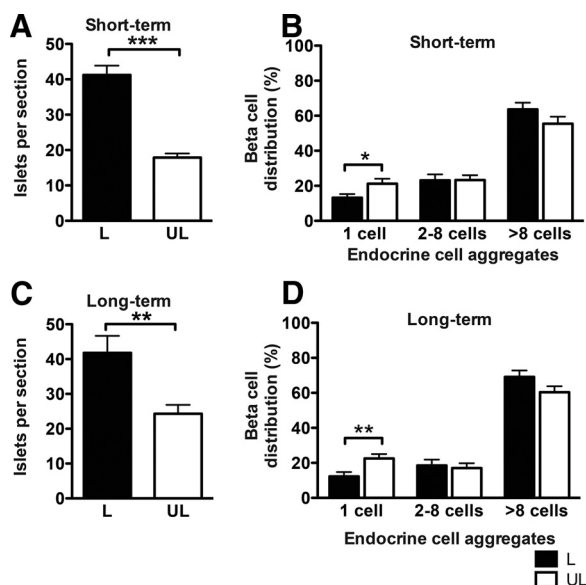 A
Short-term
***
Islets per section
50
40
30
20
10
0
L
UL
B
Short-term
Beta cell
distribution (%)
100
80
60
40
20
0
*
1 cell
2-8 cells
>8 cells
Endocrine cell aggregates
C
Long-term
**
Islets per section
50
40
30
20
10
0
L
UL
D
Long-term
Beta cell
distribution (%)
100
80
60
40
20
0
**
1 cell
2-8 cells
>8 cells
Endocrine cell aggregates
L
UL